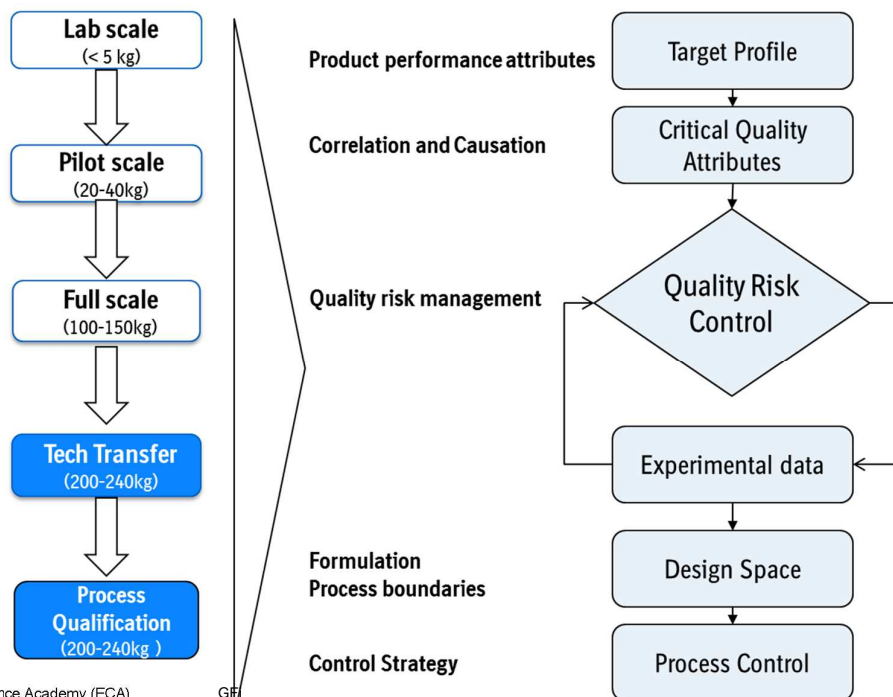 Lab scale
(< 5 kg)
Pilot scale
(20-40kg)
Full scale
(100-150kg)
Tech Transfer
(200-240kg)
Process
Qualification
(200-240kg )
Product performance attributes
Correlation and Causation
Quality risk management
Formulation
Process boundaries
Control Strategy
Target Profile
Critical Quality
Attributes
Quality Risk
Control
Experimental data
Design Space
Process Control
Academy (ECA)